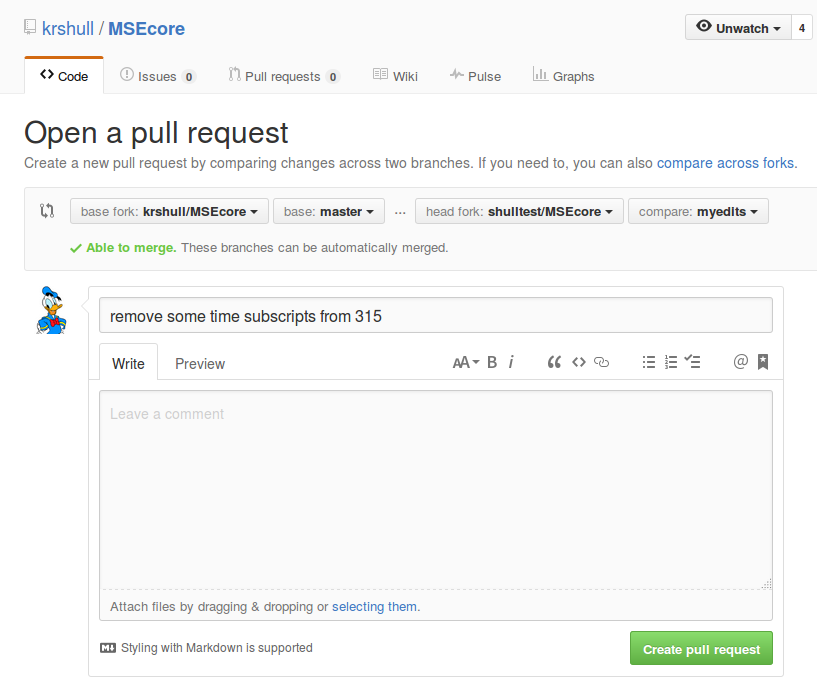 krshull / MSEcore
Unwatch 4
Code Issues 0 Pull requests 0 Wiki Pulse Graphs
Open a pull request
Create a new pull request by comparing changes across two branches. If you need to, you can also compare across forks.
base fork: krshull/MSEcore base: master ... head fork: shulltest/MSEcore compare: myedits
Able to merge. These branches can be automatically merged.
remove some time subscripts from 315
Write Preview AA B i “ <> @
Leave a comment
Attach files by dragging & dropping or selecting them.
Styling with Markdown is supported
Create pull request